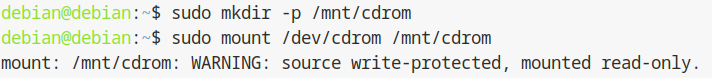 debian@debian:~$ sudo mkdir -p /mnt/cdrom
debian@debian:~$ sudo mount /dev/cdrom /mnt/cdrom
mount: /mnt/cdrom: WARNING: source write-protected, mounted read-only.